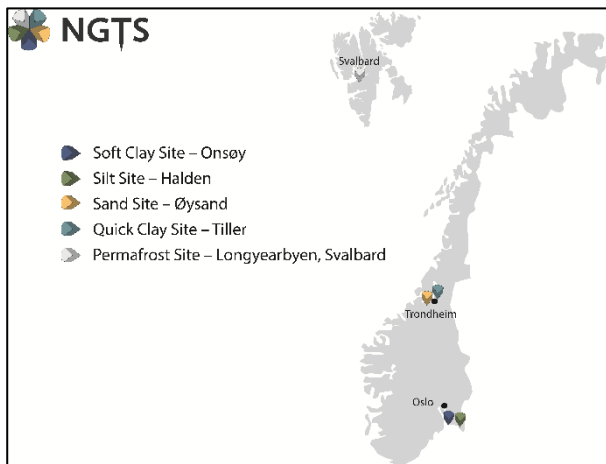 NGTS
Svalbard
Soft Clay Site – Onsøy
Silt Site – Halden
Sand Site – Øysand
Quick Clay Site – Tiller
Permafrost Site – Longyearbyen, Svalbard
Trondheim
Oslo